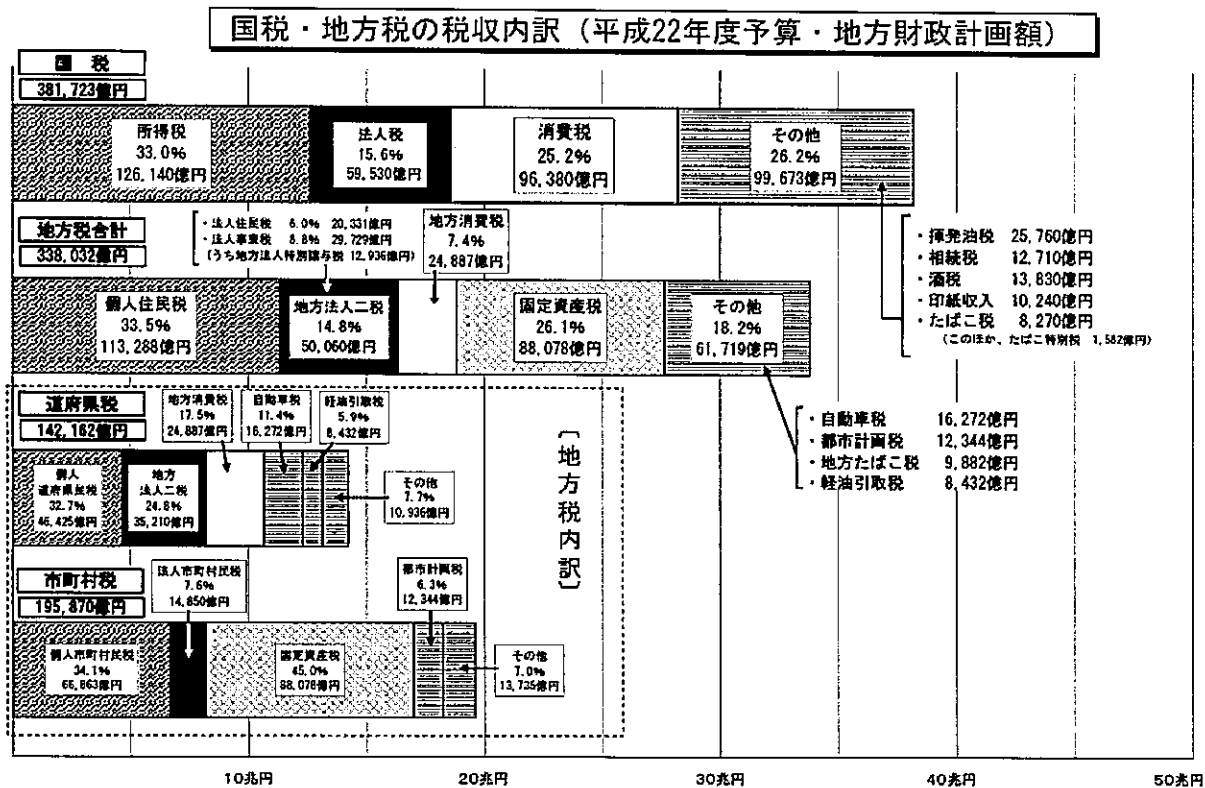 国税・地方税の税収内訳（平成22年度予算・地方財政計画額）
国 税
381,723億円
所得税
33.0%
126,140億円
法人税
15.6%
59,530億円
消費税
25.2%
96,380億円
その他
26.2%
99,673億円
・揮発油税 25,760億円
・相続税 12,710億円
・酒税 13,830億円
・印紙収入 10,240億円
・たばこ税 8,270億円
（このほか、たばこ特別税 1,582億円）
地方税合計
338,032億円
・法人住民税 6.0% 20,331億円
・法人事業税 8.8% 29,729億円
（うち地方法人特別譲与税 12,936億円）
地方消費税
7.4%
24,887億円
個人住民税
33.5%
113,288億円
地方法人二税
14.8%
50,060億円
固定資産税
26.1%
88,078億円
その他
18.2%
61,719億円
・自動車税 16,272億円
・都市計画税 12,344億円
・地方たばこ税 9,882億円
・軽油引取税 8,432億円
道府県税
142,162億円
地方消費税
17.5%
24,887億円
自動車税
11.4%
16,272億円
軽油引取税
5.9%
8,432億円
個人
道府県民税
32.7%
46,425億円
地方
法人二税
24.8%
35,210億円
その他
7.7%
10,936億円
〔地方税内訳〕
市町村税
195,870億円
法人市町村民税
7.6%
14,850億円
都市計画税
6.3%
12,344億円
個人市町村民税
34.1%
66,863億円
固定資産税
45.0%
88,078億円
その他
7.0%
13,735億円
10兆円
20兆円
30兆円
40兆円
50兆円